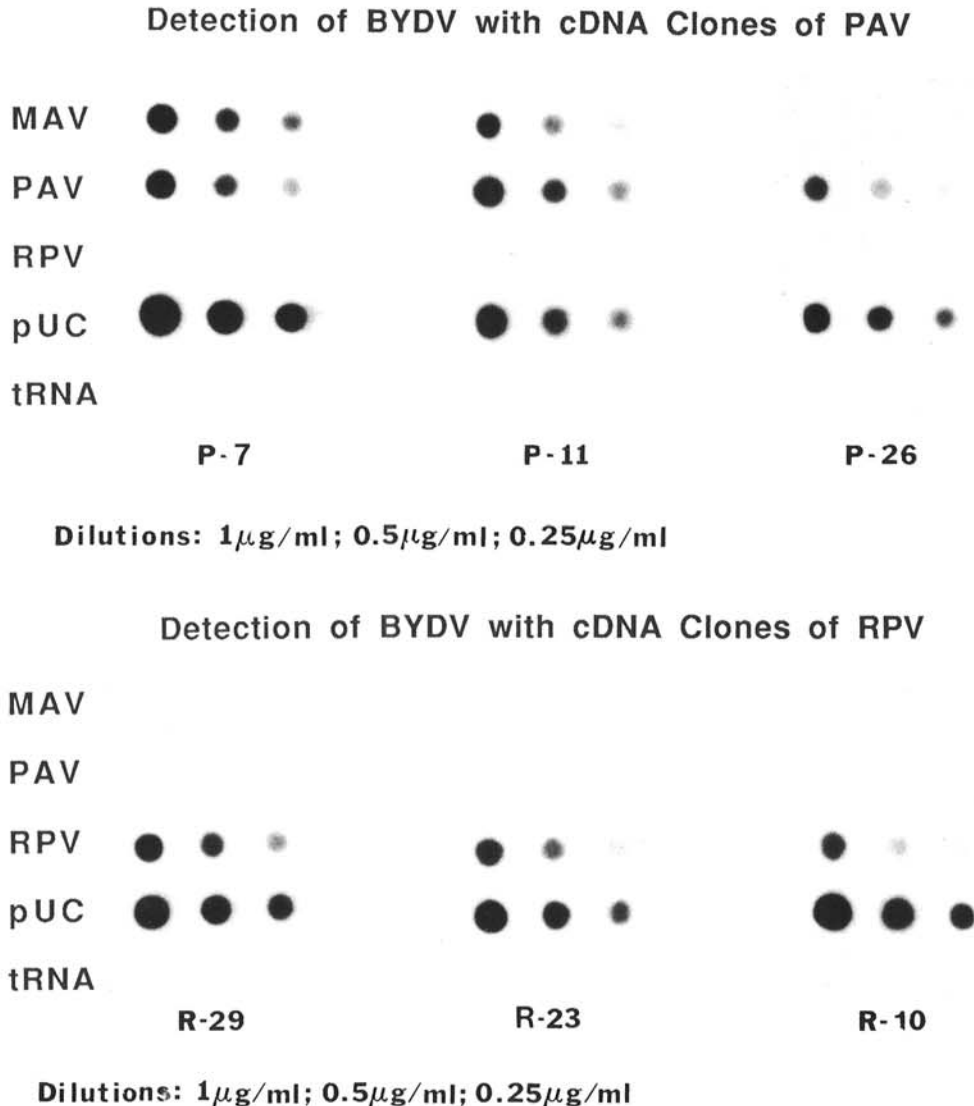 Detection of BYDV with cDNA Clones of PAV
MAV
PAV
RPV
pUC
tRNA
P-7 P-11 P-26
Dilutions: 1μg/ml; 0.5μg/ml; 0.25μg/ml
Detection of BYDV with cDNA Clones of RPV
MAV
PAV
RPV
pUC
tRNA
R-29 R-23 R-10
Dilutions: 1μg/ml; 0.5μg/ml; 0.25μg/ml